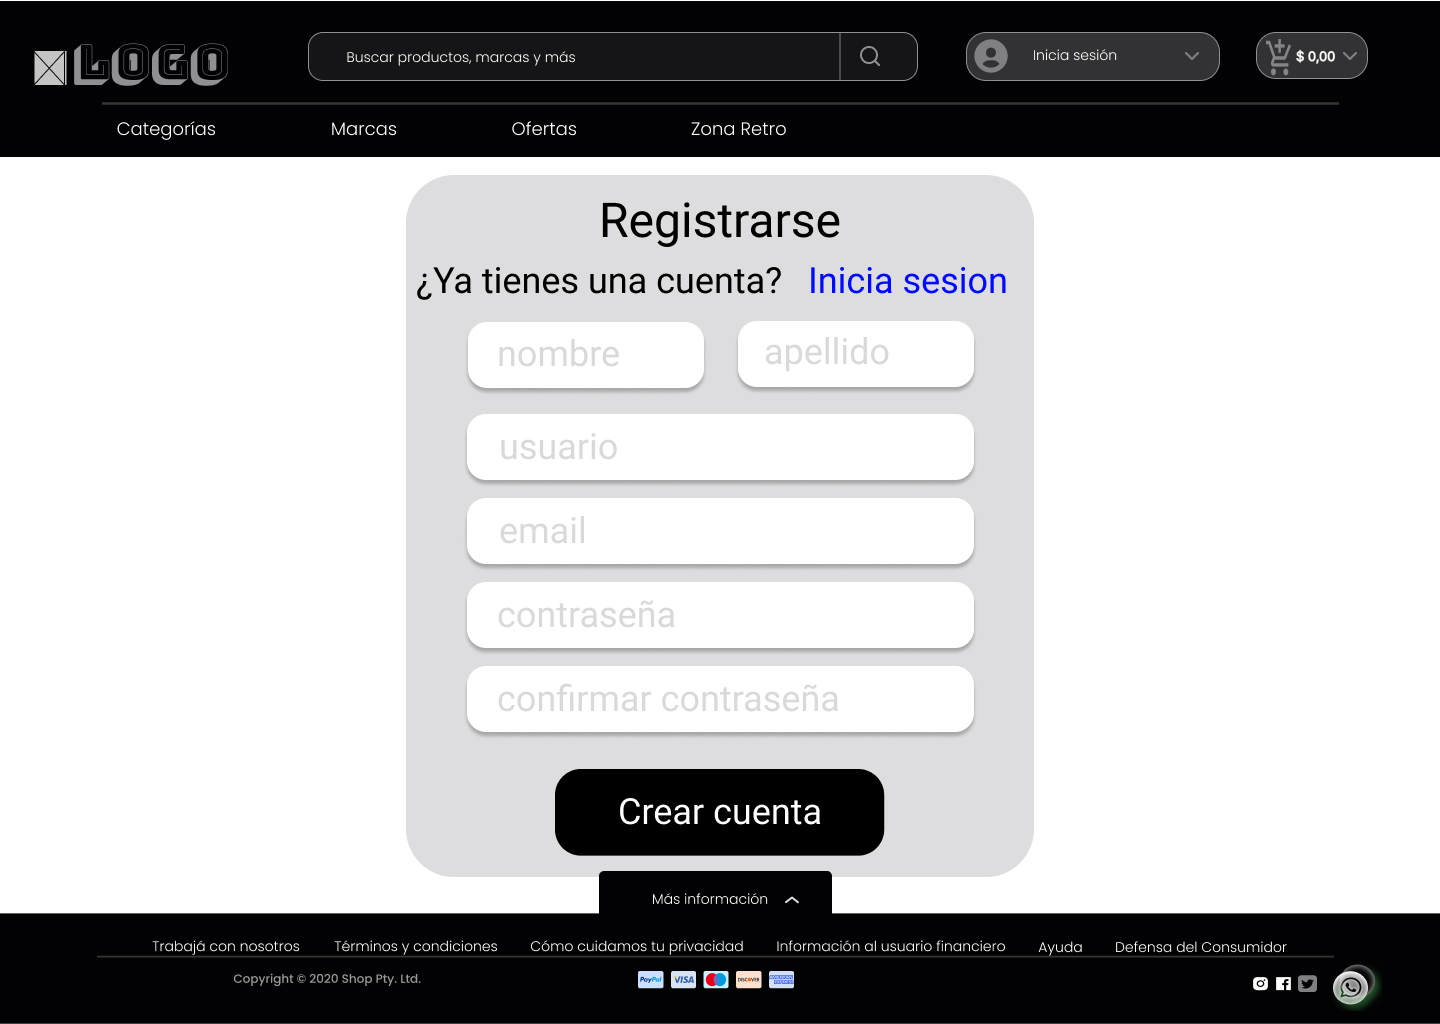 LOGO
Buscar productos, marcas y más
Inicia sesión
$ 0,00
Categorías Marcas Ofertas Zona Retro
Registrarse
¿Ya tienes una cuenta? Inicia sesion
nombre apellido
usuario
email
contraseña
confirmar contraseña
Crear cuenta
Más información
Trabajá con nosotros Términos y condiciones Cómo cuidamos tu privacidad Información al usuario financiero Ayuda Defensa del Consumidor
Copyright © 2020 Shop Pty. Ltd.
PayPal VISA DISCOVER AMERICAN EXPRESS